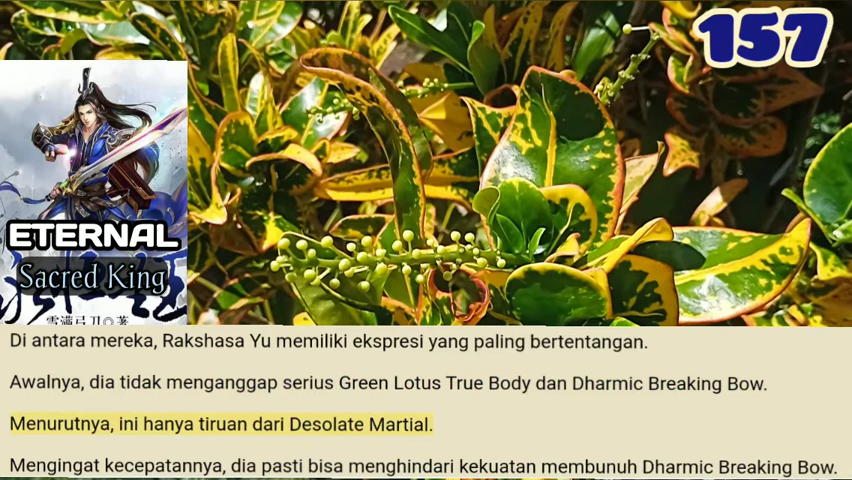 157
ETERNAL
Sacred King
Di antara mereka, Rakshasa Yu memiliki ekspresi yang paling bertentangan.
Awalnya, dia tidak menganggap serius Green Lotus True Body dan Dharmic Breaking Bow.
Menurutnya, ini hanya tiruan dari Desolate Martial.
Mengingat kecepatannya, dia pasti bisa menghindari kekuatan membunuh Dharmic Breaking Bow.